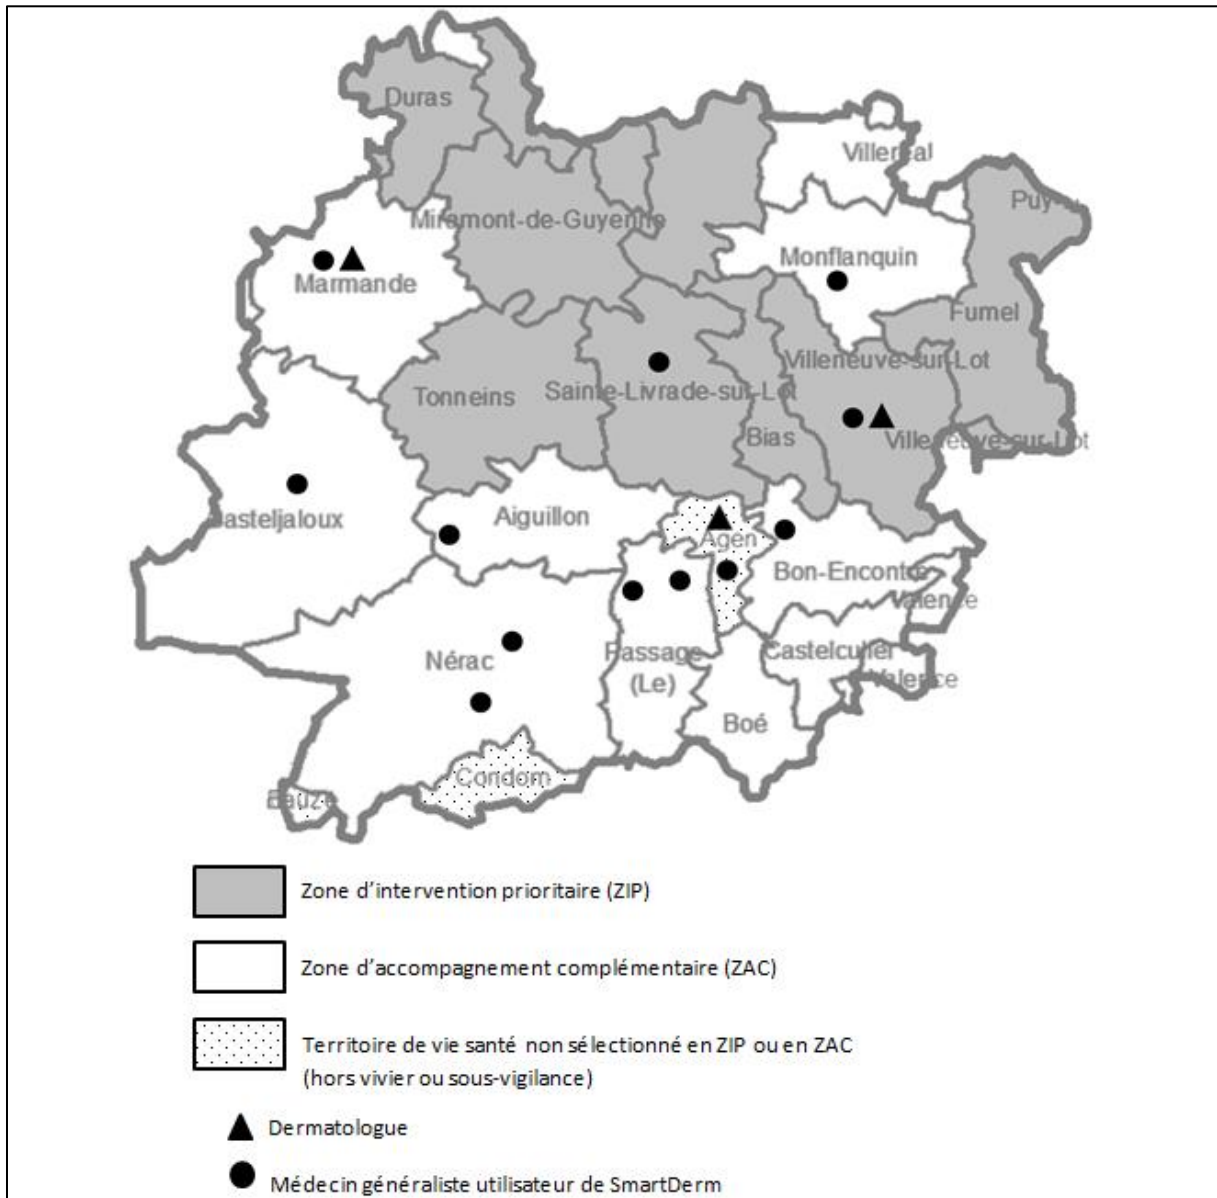 Duras
Villereal
Miramont-de-Guyenne
Monflanquin
Marmande
Fumel
Villeneuve-sur-Lot
Tonneins
Sainte-Livrade-sur-Lot
Bias
Villeneuve-sur-Lot
Casteljaloux
Aiguillon
Agen
Bon-Encontre
Valence
Nérac
Passage
(Le)
Castelculier
Valence
Boé
Condom
Eauze
Zone d'intervention prioritaire (ZIP)
Zone d'accompagnement complémentaire (ZAC)
Territoire de vie santé non sélectionné en ZIP ou en ZAC
(hors vivier ou sous-vigilance)
Dermatologue
Médecin généraliste utilisateur de SmartDerm